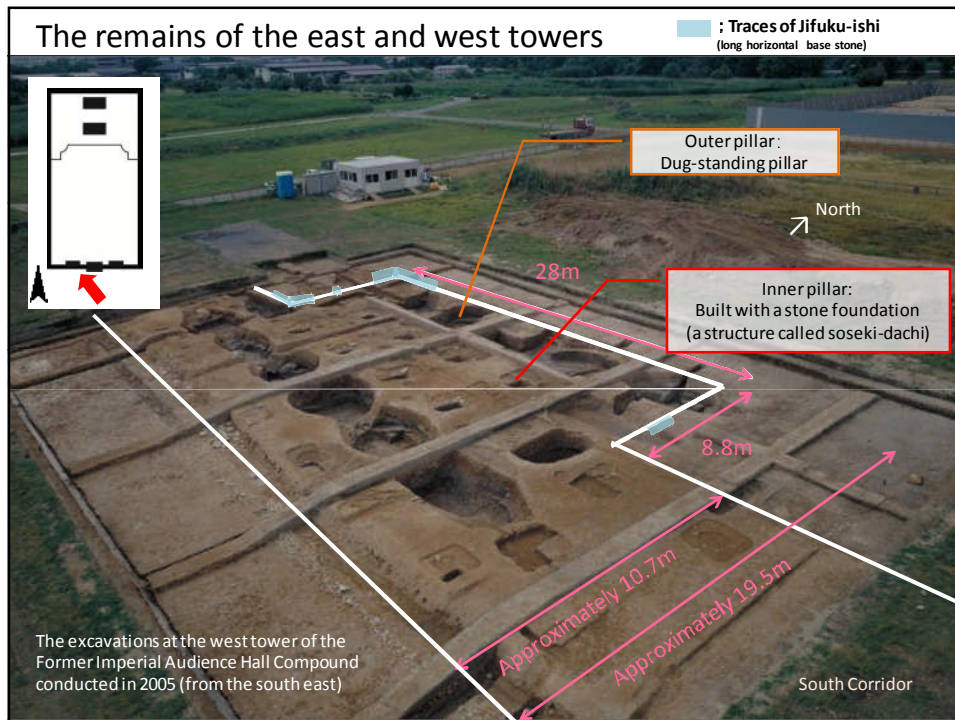 The remains of the east and west towers
; Traces of Jifuku-ishi
(long horizontal base stone)
Outer pillar:
Dug-standing pillar
North
28m
Inner pillar:
Built with a stone foundation
(a structure called soseki-dachi)
8.8m
Approximately 10.7m
Approximately 19.5m
The excavations at the west tower of the
Former Imperial Audience Hall Compound
conducted in 2005 (from the south east)
South Corridor